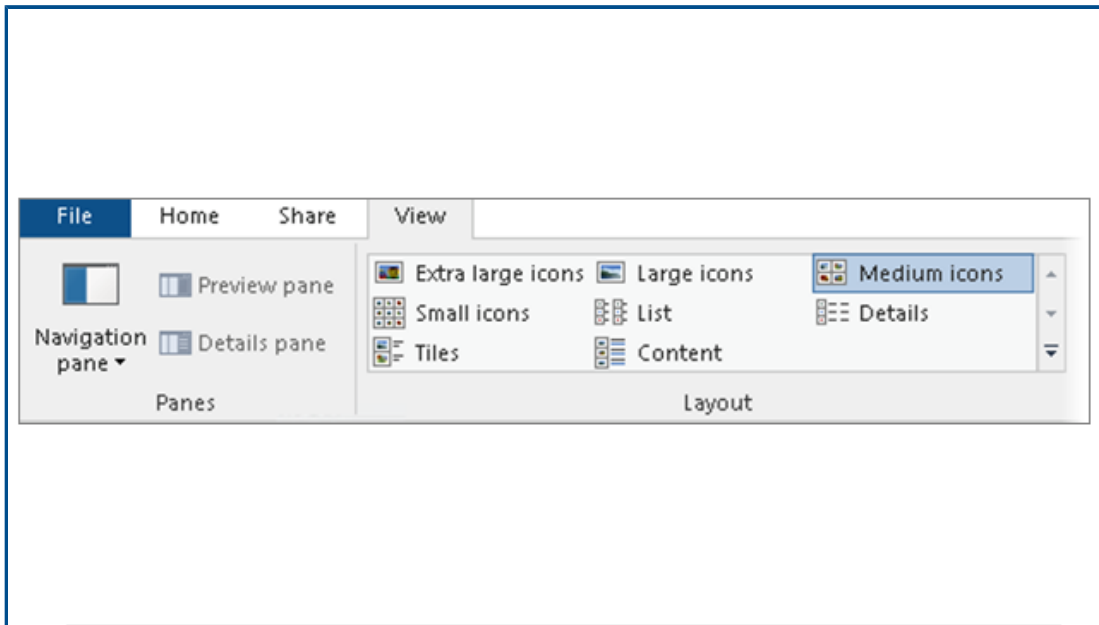 File Home Share View
Extra large icons Large icons Medium icons
Preview pane
Small icons List Details
Navigation pane Details pane
Tiles Content
Panes Layout